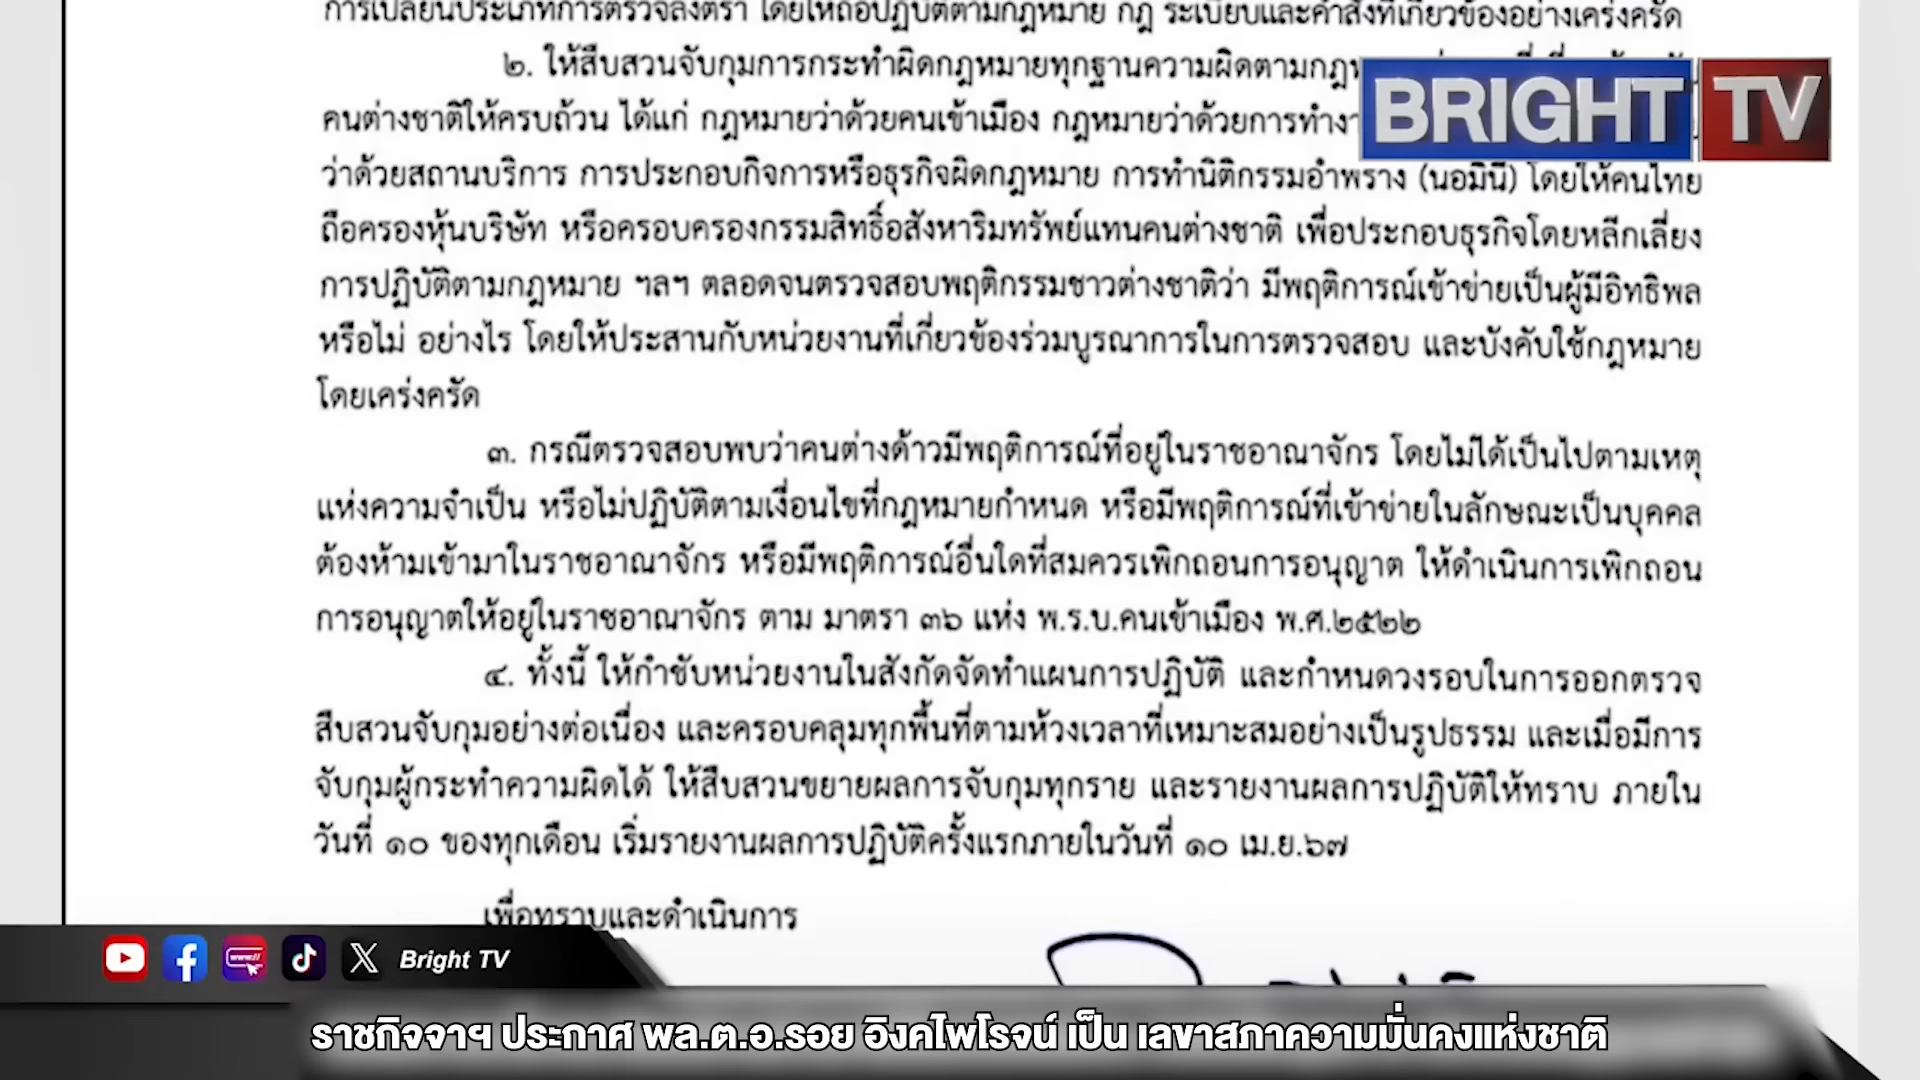 การเปลี่ยนประเภทการตรวจลงตรา โดยให้ถือปฏิบัติตามกฎหมาย กฎ ระเบียบและคำสั่งที่เกี่ยวข้องอย่างเคร่งครัด
๒. ให้สืบสวนจับกุมการกระทำผิดกฎหมายทุกฐานความผิดตามกฎหมาย
BRIGHT TV
คนต่างชาติให้ครบถ้วน ได้แก่ กฎหมายว่าด้วยคนเข้าเมือง กฎหมายว่าด้วยการทำงา
ว่าด้วยสถานบริการ การประกอบกิจการหรือธุรกิจผิดกฎหมาย การทำนิติกรรมอำพราง (นอมินี) โดยให้คนไทย
ถือครองหุ้นบริษัท หรือครอบครองกรรมสิทธิ์อสังหาริมทรัพย์แทนคนต่างชาติ เพื่อประกอบธุรกิจโดยหลีกเลี่ยง
การปฏิบัติตามกฎหมาย ฯลฯ ตลอดจนตรวจสอบพฤติกรรมชาวต่างชาติว่า มีพฤติการณ์เข้าข่ายเป็นผู้มีอิทธิพล
หรือไม่ อย่างไร โดยให้ประสานกับหน่วยงานที่เกี่ยวข้องร่วมบูรณาการในการตรวจสอบ และบังคับใช้กฎหมาย
โดยเคร่งครัด
๓. กรณีตรวจสอบพบว่าคนต่างด้าวมีพฤติการณ์ที่อยู่ในราชอาณาจักร โดยไม่ได้เป็นไปตามเหตุ
แห่งความจำเป็น หรือไม่ปฏิบัติตามเงื่อนไขที่กฎหมายกำหนด หรือมีพฤติการณ์ที่เข้าข่ายในลักษณะเป็นบุคคล
ต้องห้ามเข้ามาในราชอาณาจักร หรือมีพฤติการณ์อื่นใดที่สมควรเพิกถอนการอนุญาต ให้ดำเนินการเพิกถอน
การอนุญาตให้อยู่ในราชอาณาจักร ตาม มาตรา ๓๖ แห่ง พ.ร.บ.คนเข้าเมือง พ.ศ.๒๕๒๒
๔. ทั้งนี้ ให้กำชับหน่วยงานในสังกัดจัดทำแผนการปฏิบัติ และกำหนดวงรอบในการออกตรวจ
สืบสวนจับกุมอย่างต่อเนื่อง และครอบคลุมทุกพื้นที่ตามห้วงเวลาที่เหมาะสมอย่างเป็นรูปธรรม และเมื่อมีการ
จับกุมผู้กระทำความผิดได้ ให้สืบสวนขยายผลการจับกุมทุกราย และรายงานผลการปฏิบัติให้ทราบ ภายใน
วันที่ ๑๐ ของทุกเดือน เริ่มรายงานผลการปฏิบัติครั้งแรกภายในวันที่ ๑๐ เม.ย.๖๗
เพื่อทราบและดำเนินการ
Bright TV
ราชกิจจาฯ ประกาศ พล.ต.อ.รอย อิงคไพโรจน์ เป็น เลขาสภาความมั่นคงแห่งชาติ